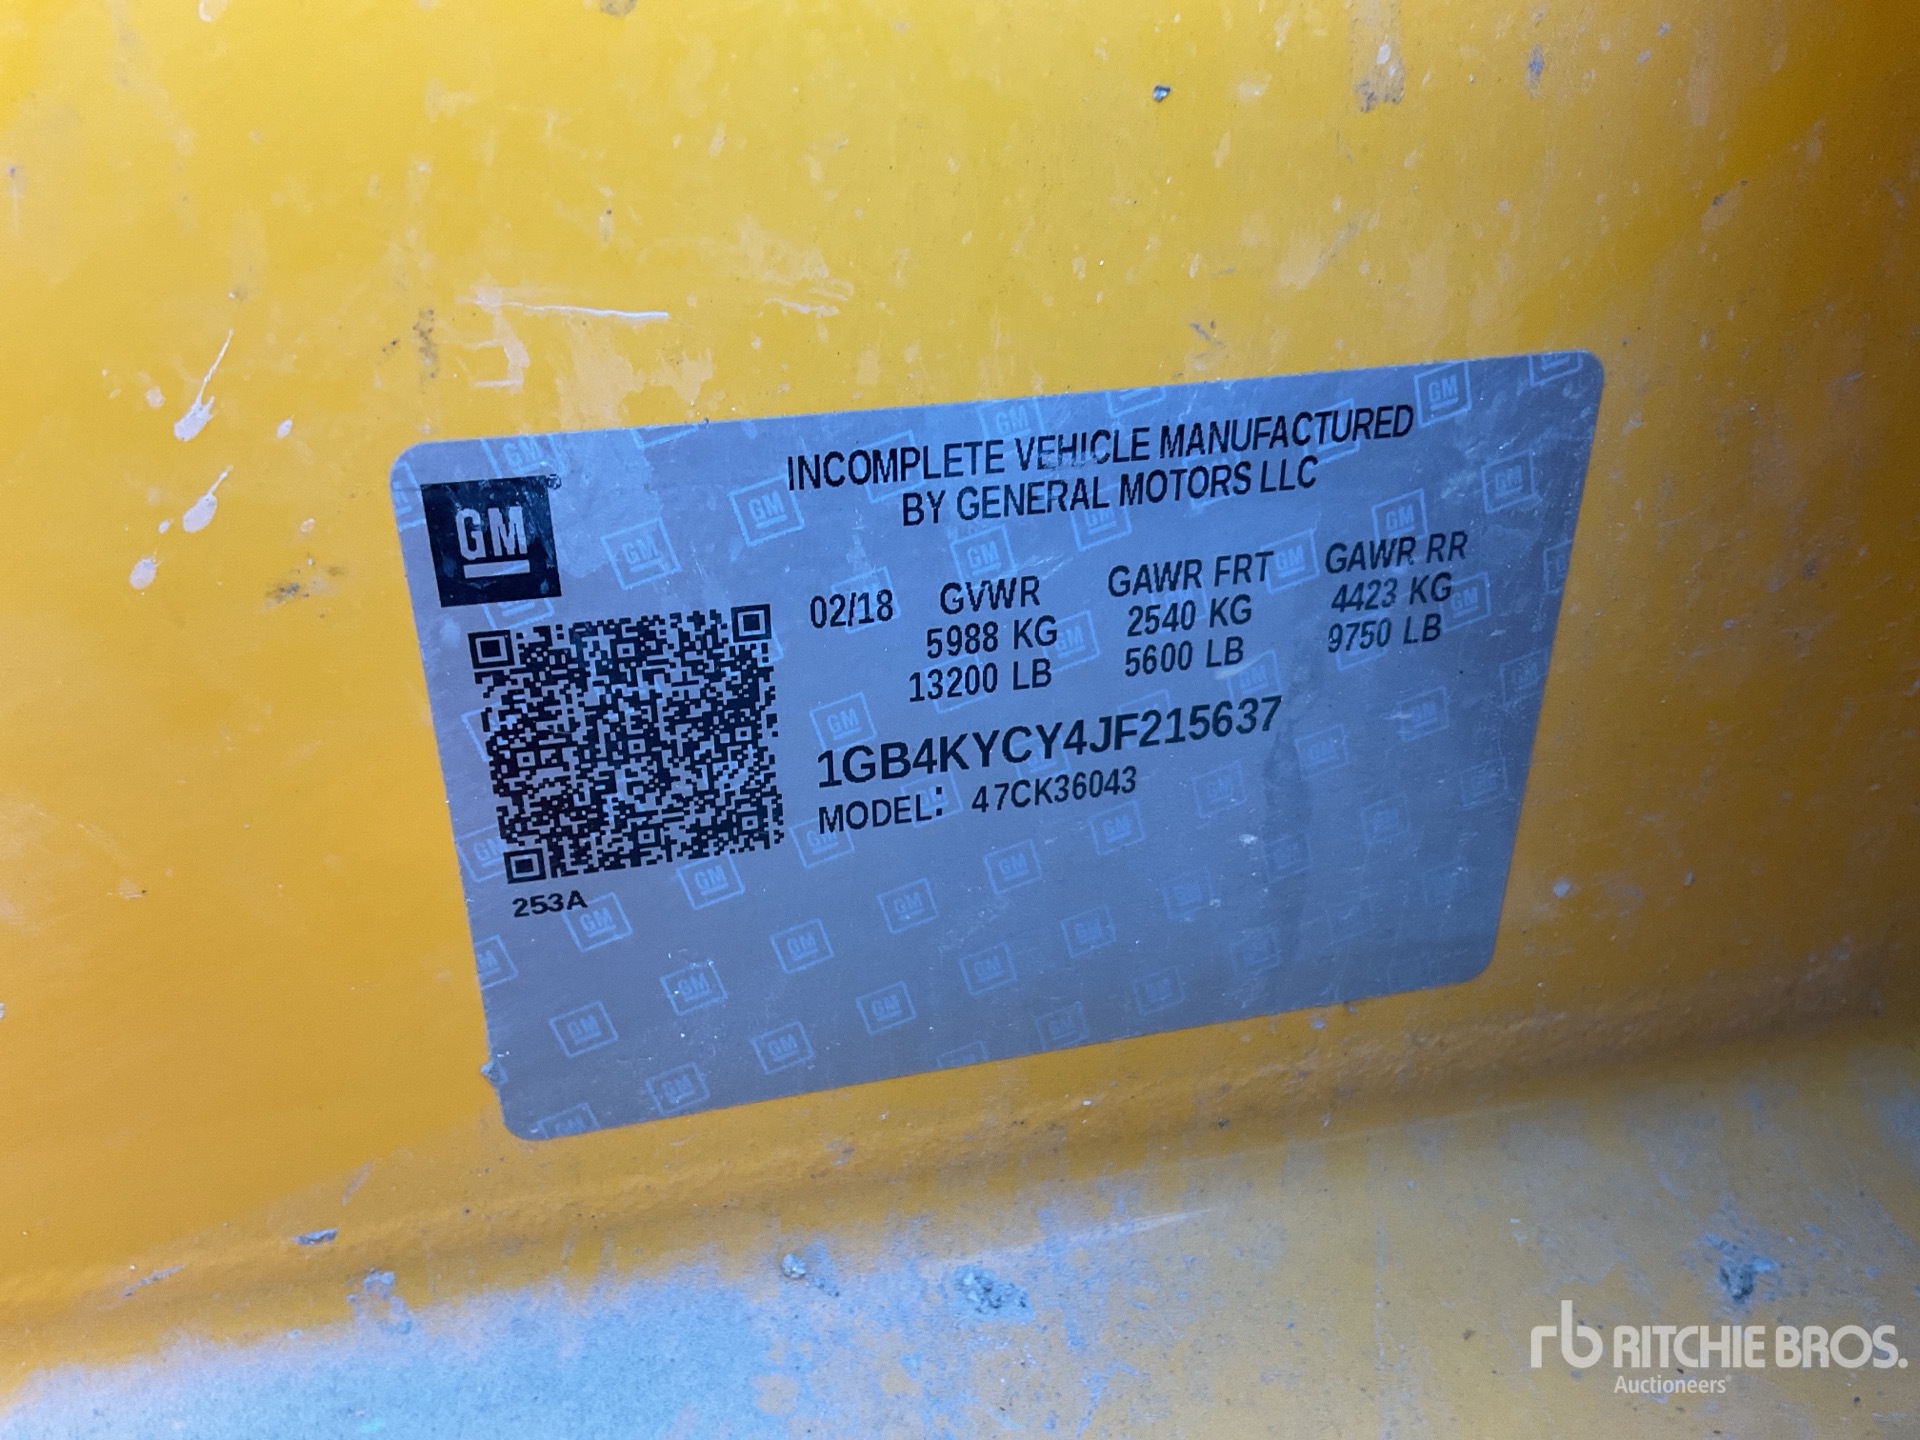 INCOMPLETE VEHICLE MANUFACTURED
BY GENERAL MOTORS LLC
GM
02/18 GVWR GAWR FRT GAWR RR
5988 KG 2540 KG 4423 KG
13200 LB 5600 LB 9750 LB
1GB4KYCY4JF215637
MODEL: 47CK36043
253A
rb RITCHIE BROS.
Auctioneers